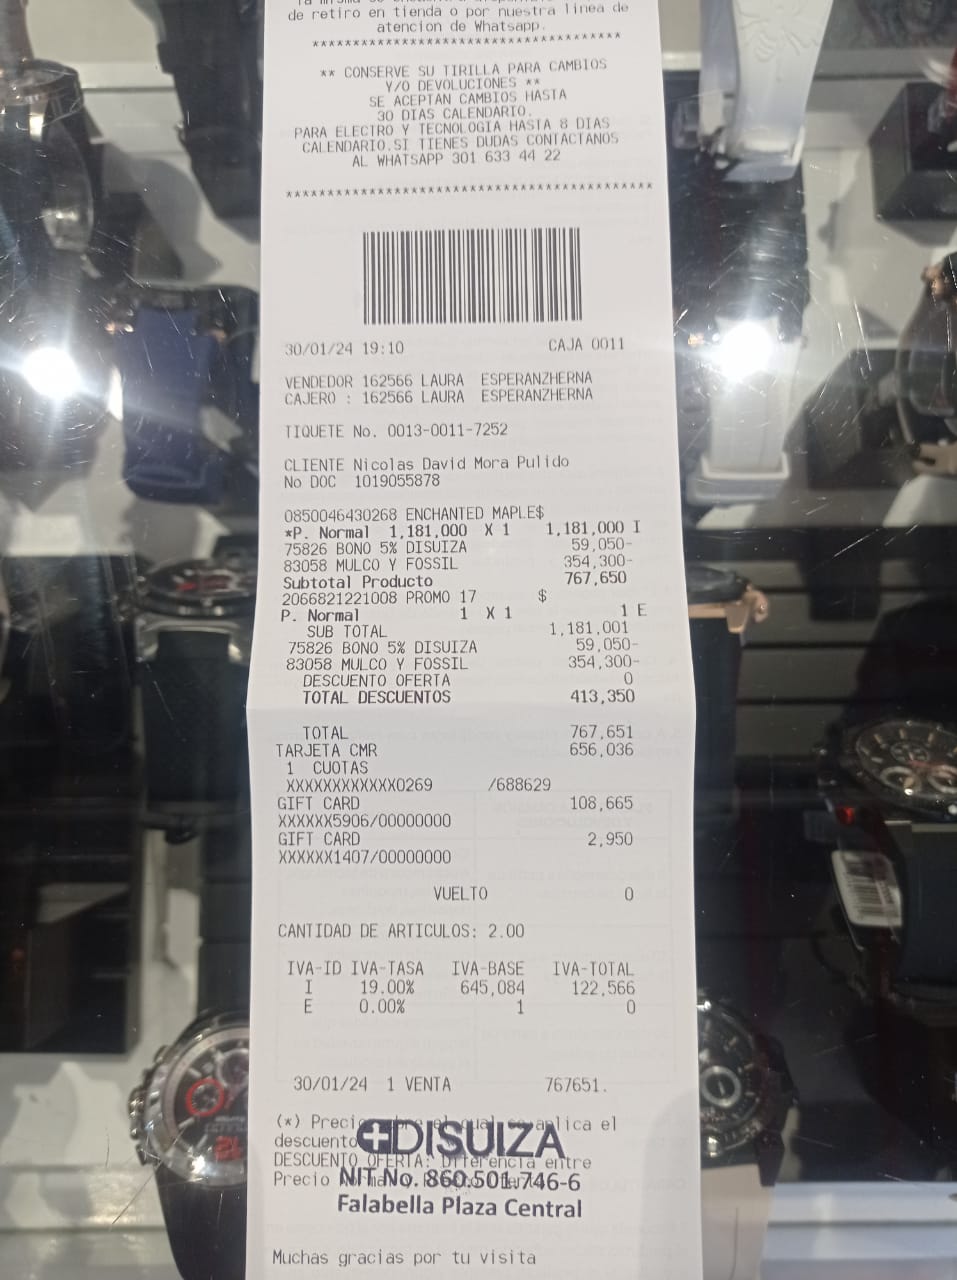 de retiro en tienda o por nuestra linea de
atencion de Whatsapp.
****************************************
** CONSERVE SU TIRILLA PARA CAMBIOS
Y/O DEVOLUCIONES **
SE ACEPTAN CAMBIOS HASTA
30 DIAS CALENDARIO.
PARA ELECTRO Y TECNOLOGIA HASTA 8 DIAS
CALENDARIO.SI TIENES DUDAS CONTACTANOS
AL WHATSAPP 301 633 44 22
****************************************
30/01/24 19:10 CAJA 0011
VENDEDOR 162566 LAURA ESPERANZHERNA
CAJERO : 162566 LAURA ESPERANZHERNA
TIQUETE No. 0013-0011-7252
CLIENTE Nicolas David Mora Pulido
No DOC 1019055878
0850046430268 ENCHANTED MAPLE$
*P. Normal 1,181,000 X 1 1,181,000 I
75826 BONO 5% DISUIZA 59,050-
83058 MULCO Y FOSSIL 354,300-
Subtotal Producto 767,650
2066821221008 PROMO 17 $
P. Normal 1 X 1 1 E
SUB TOTAL 1,181,001
75826 BONO 5% DISUIZA 59,050-
83058 MULCO Y FOSSIL 354,300-
DESCUENTO OFERTA 0
TOTAL DESCUENTOS 413,350
TOTAL 767,651
TARJETA CMR 656,036
1 CUOTAS
XXXXXXXXXXXX0269 /688629
GIFT CARD 108,665
XXXXXX5906/00000000
GIFT CARD 2,950
XXXXXX1407/00000000
VUELTO 0
CANTIDAD DE ARTICULOS: 2.00
IVA-ID IVA-TASA IVA-BASE IVA-TOTAL
I 19.00% 645,084 122,566
E 0.00% 1 0
30/01/24 1 VENTA 767651.
(*) Precio sobre el cual se aplica el
descuento
DISUIZA
DESCUENTO OFERTA: Diferencia entre
Precio Normal y
NIT No. 860.501.746-6
Falabella Plaza Central
Muchas gracias por tu visita